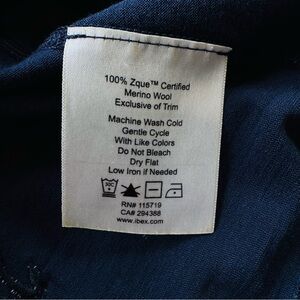 100% Zque™ Certified
Merino Wool
Exclusive of Trim
Machine Wash Cold
Gentle Cycle
With Like Colors
Do Not Bleach
Dry Flat
Low Iron if Needed
30C
RN# 115719
CA# 294388
www.ibex.com